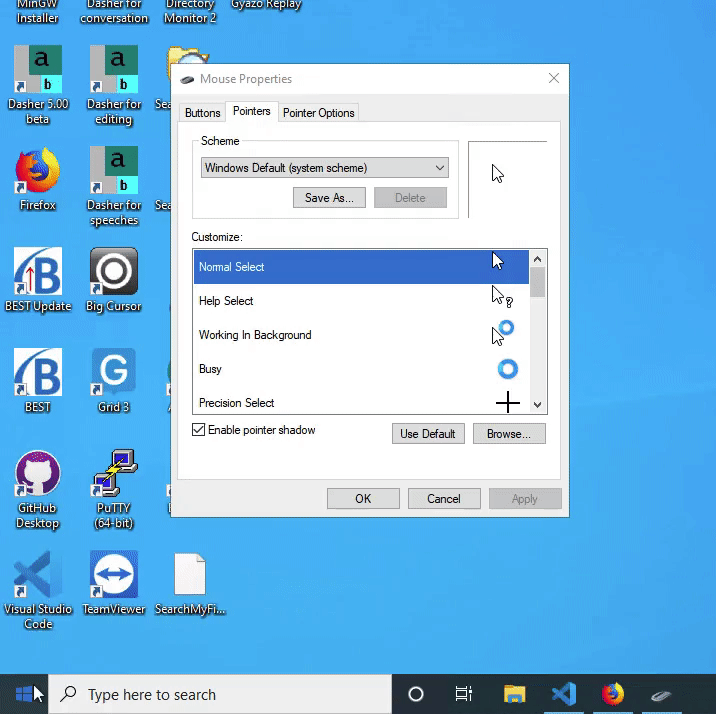 MinGW
Installer
Dasher for
conversation
Directory
Monitor 2
Gyazo Replay
a
b
Dasher 5.00
beta
a
b
Dasher for
editing
Sea
Firefox
a
b
Dasher for
speeches
Sea
B
BEST Update
Big Cursor
B
BEST
G
Grid 3
GitHub
Desktop
PuTTY
(64-bit)
Visual Studio
Code
TeamViewer
SearchMyFi...
Mouse Properties
Buttons
Pointers
Pointer Options
Scheme
Windows Default (system scheme)
Save As...
Delete
Customize:
Normal Select
Help Select
Working In Background
Busy
Precision Select
Enable pointer shadow
Use Default
Browse...
OK
Cancel
Apply
Type here to search